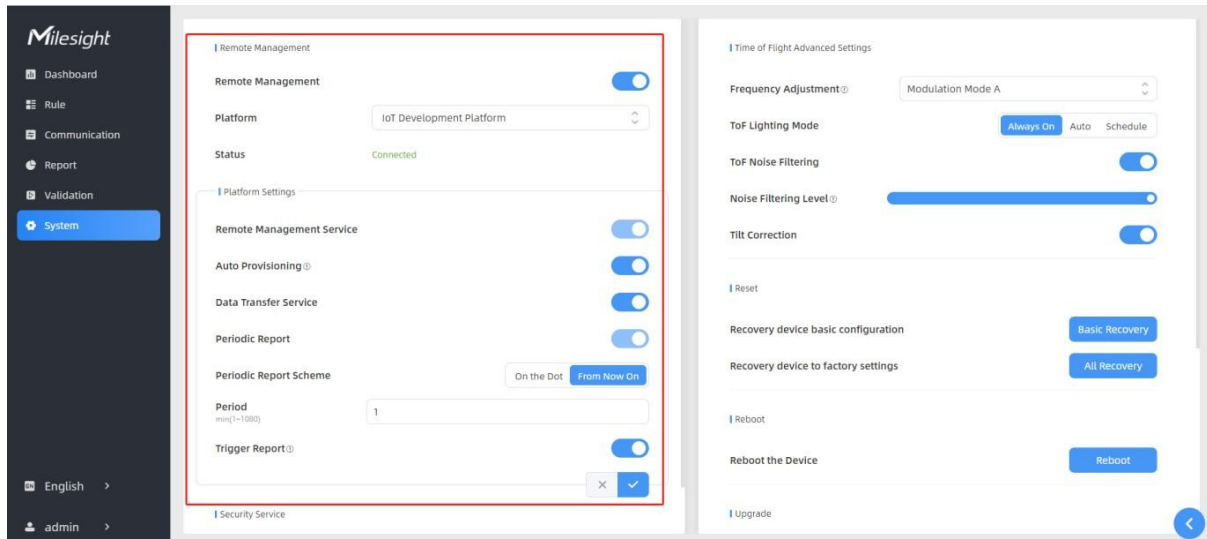 Milesight
Dashboard
Rule
Communication
Report
Validation
System
EN English >
admin >
Remote Management
Remote Management
Platform
IoT Development Platform
Status
Connected
Platform Settings
Remote Management Service
Auto Provisioning
Data Transfer Service
Periodic Report
Periodic Report Scheme
On the Dot From Now On
Period
min(1~1080)
1
Trigger Report
Security Service
Time of Flight Advanced Settings
Frequency Adjustment
Modulation Mode A
ToF Lighting Mode
Always On Auto Schedule
ToF Noise Filtering
Noise Filtering Level
Tilt Correction
Reset
Recovery device basic configuration
Basic Recovery
Recovery device to factory settings
All Recovery
Reboot
Reboot the Device
Reboot
Upgrade